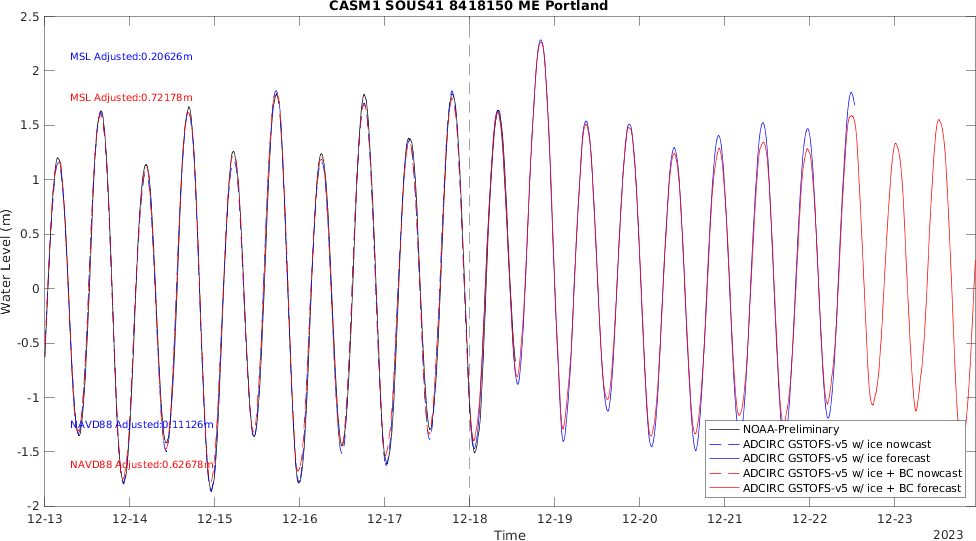 CASM1 SOUS41 8418150 ME Portland
2.5
2
1.5
1
0.5
0
-0.5
-1
-1.5
-2
Water Level (m)
MSL Adjusted:0.20626m
MSL Adjusted:0.72178m
NAVD88 Adjusted:0.11126m
NAVD88 Adjusted:0.62678m
NOAA-Preliminary
ADCIRC GSTOFS-v5 w/ ice nowcast
ADCIRC GSTOFS-v5 w/ ice forecast
ADCIRC GSTOFS-v5 w/ ice + BC nowcast
ADCIRC GSTOFS-v5 w/ ice + BC forecast
12-13 12-14 12-15 12-16 12-17 12-18 12-19 12-20 12-21 12-22 12-23
Time
2023